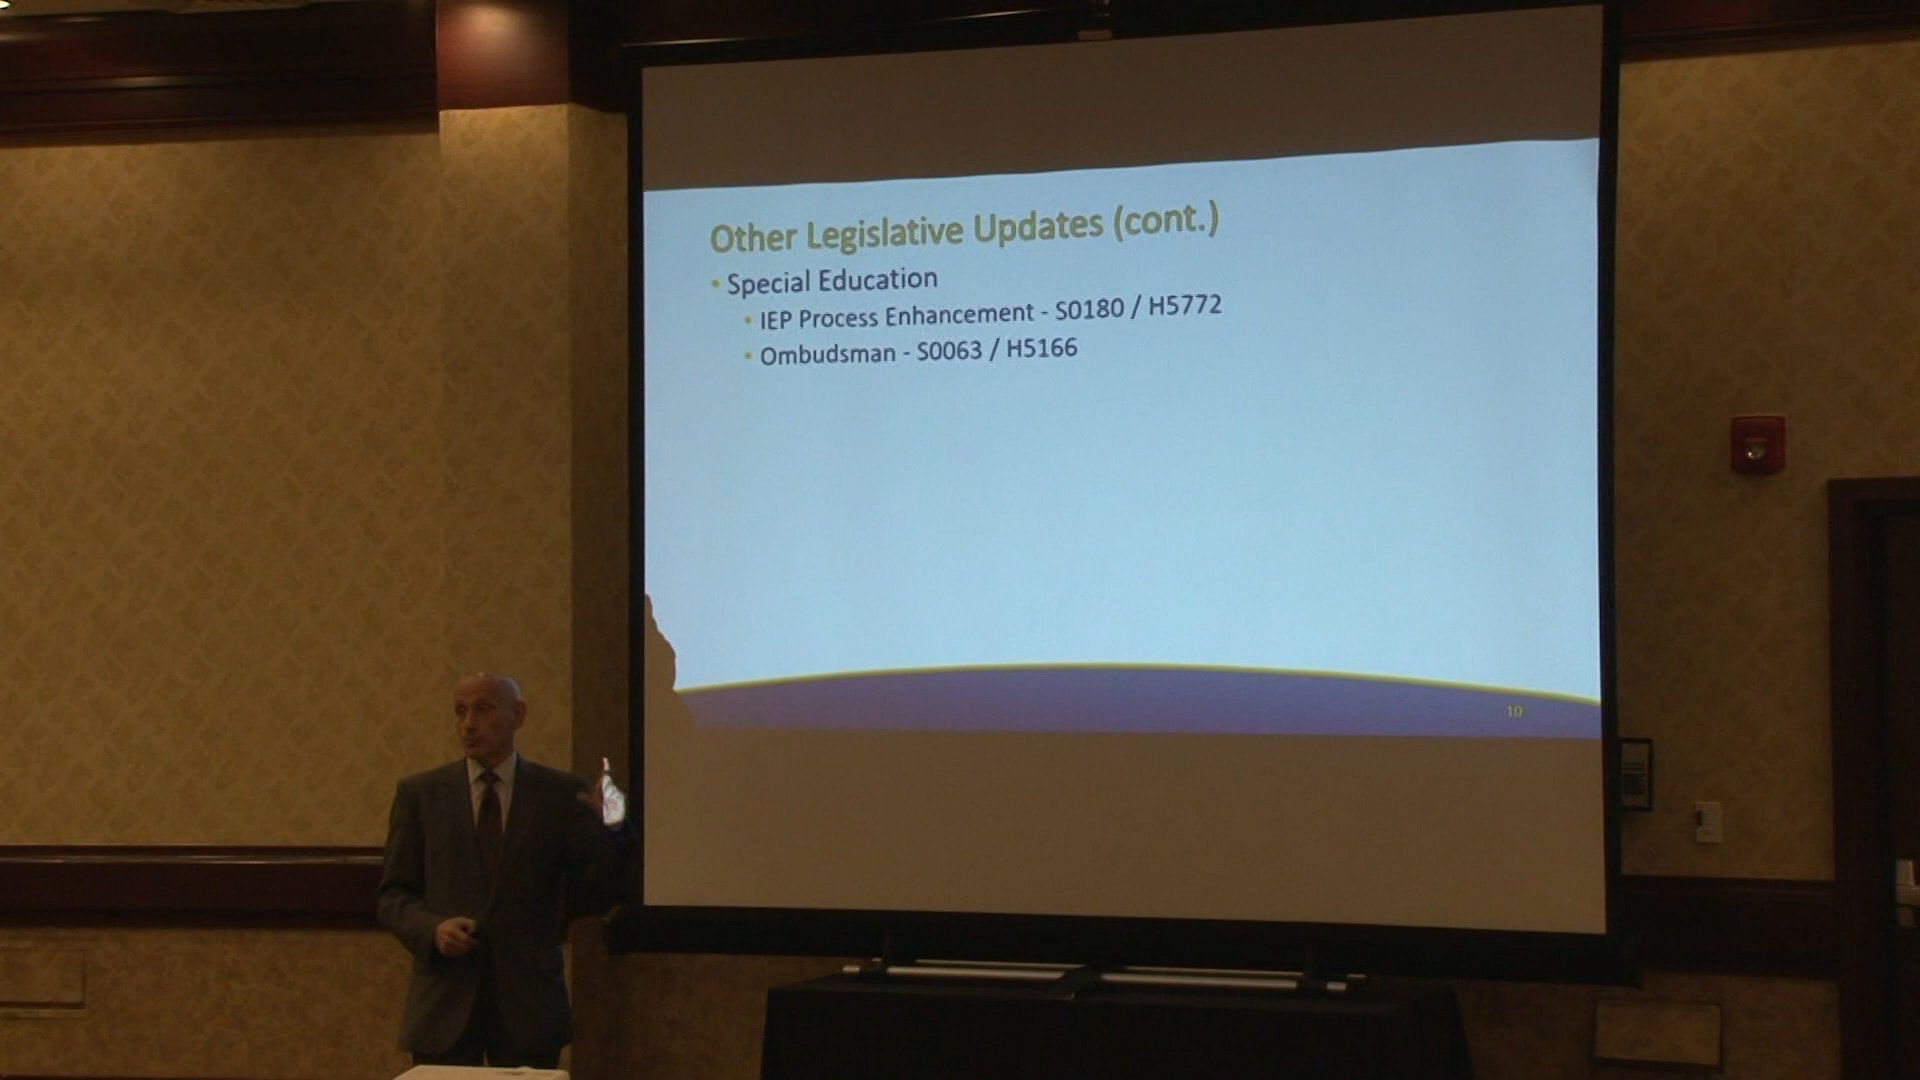 Other Legislative Updates (cont.)
• Special Education
• IEP Process Enhancement - S0180 / H5772
• Ombudsman - S0063 / H5166
10